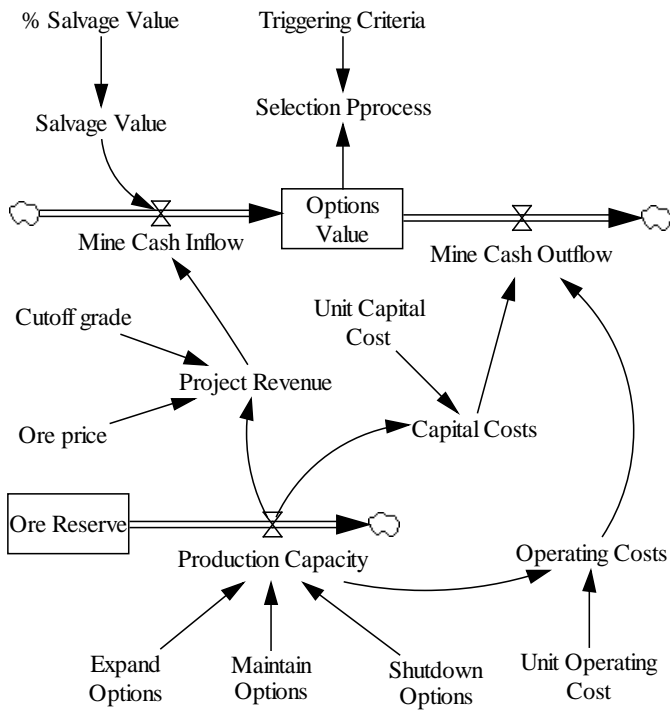 % Salvage Value
Triggering Criteria
Selection Pprocess
Salvage Value
Options
Value
Mine Cash Inflow
Mine Cash Outflow
Unit Capital
Cost
Cutoff grade
Project Revenue
Ore price
Capital Costs
Ore Reserve
Production Capacity
Operating Costs
Expand
Options
Maintain
Options
Shutdown
Options
Unit Operating
Cost